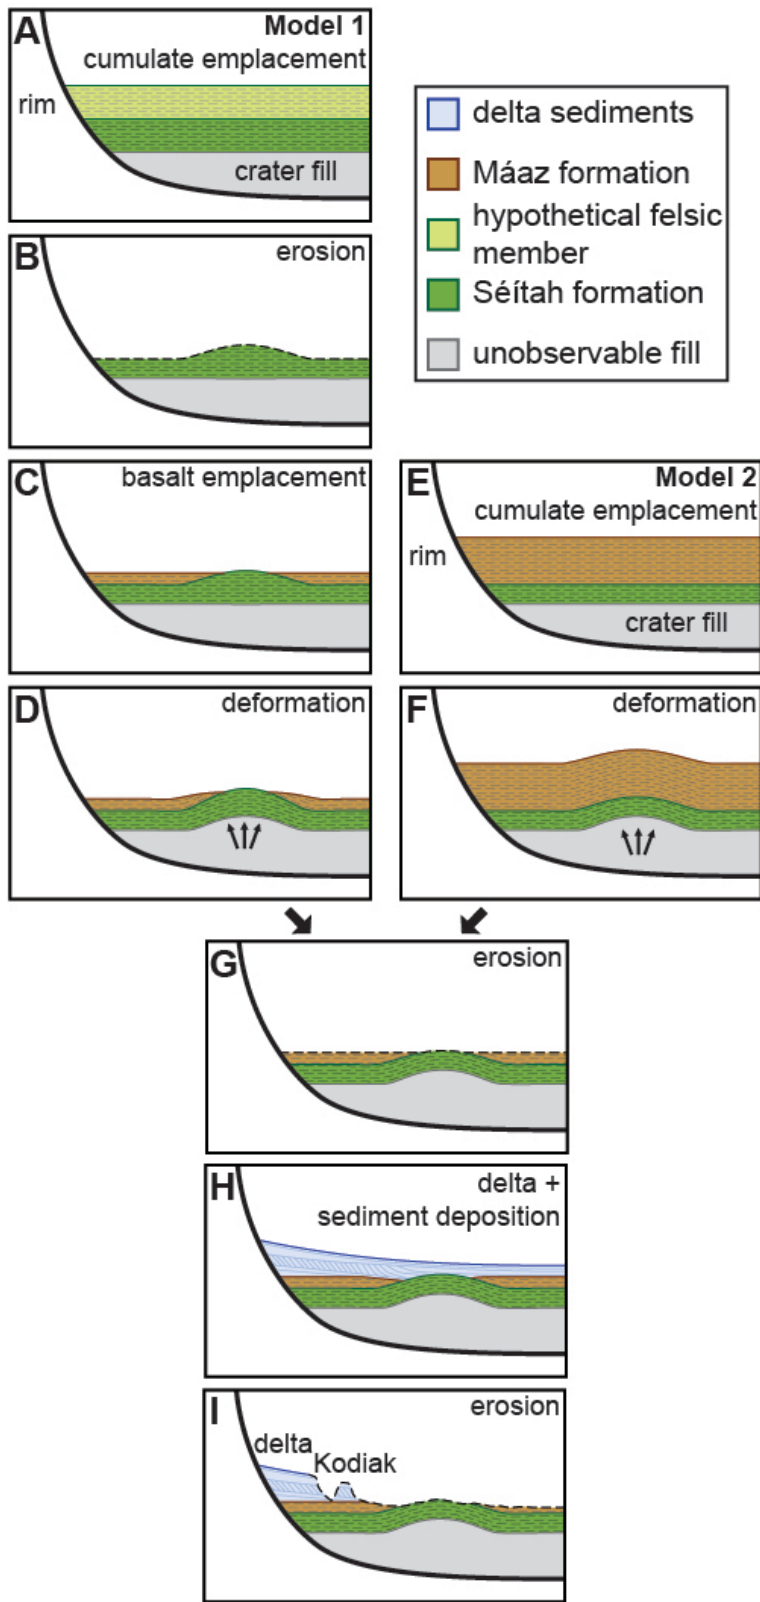 A
Model 1
cumulate emplacement
rim
crater fill
delta sediments
Máaz formation
hypothetical felsic
member
Séítah formation
unobservable fill
B
erosion
C
basalt emplacement
E
Model 2
cumulate emplacement
rim
crater fill
D
deformation
F
deformation
G
erosion
H
delta +
sediment deposition
I
erosion
delta
Kodiak